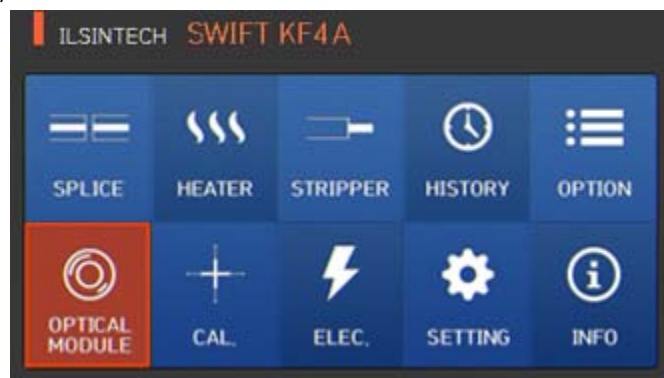 ILSINTECH SWIFT KF4A
SPLICE HEATER STRIPPER HISTORY OPTION
OPTICAL MODULE CAL. ELEC. SETTING INFO